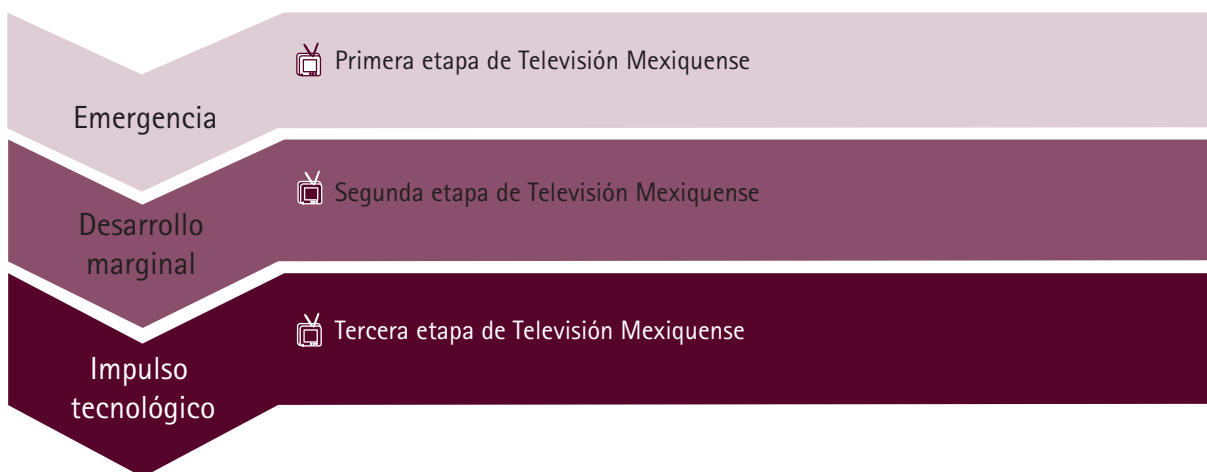 Primera etapa de Televisión Mexiquense
Emergencia
Segunda etapa de Televisión Mexiquense
Desarrollo
marginal
Tercera etapa de Televisión Mexiquense
Impulso
tecnológico